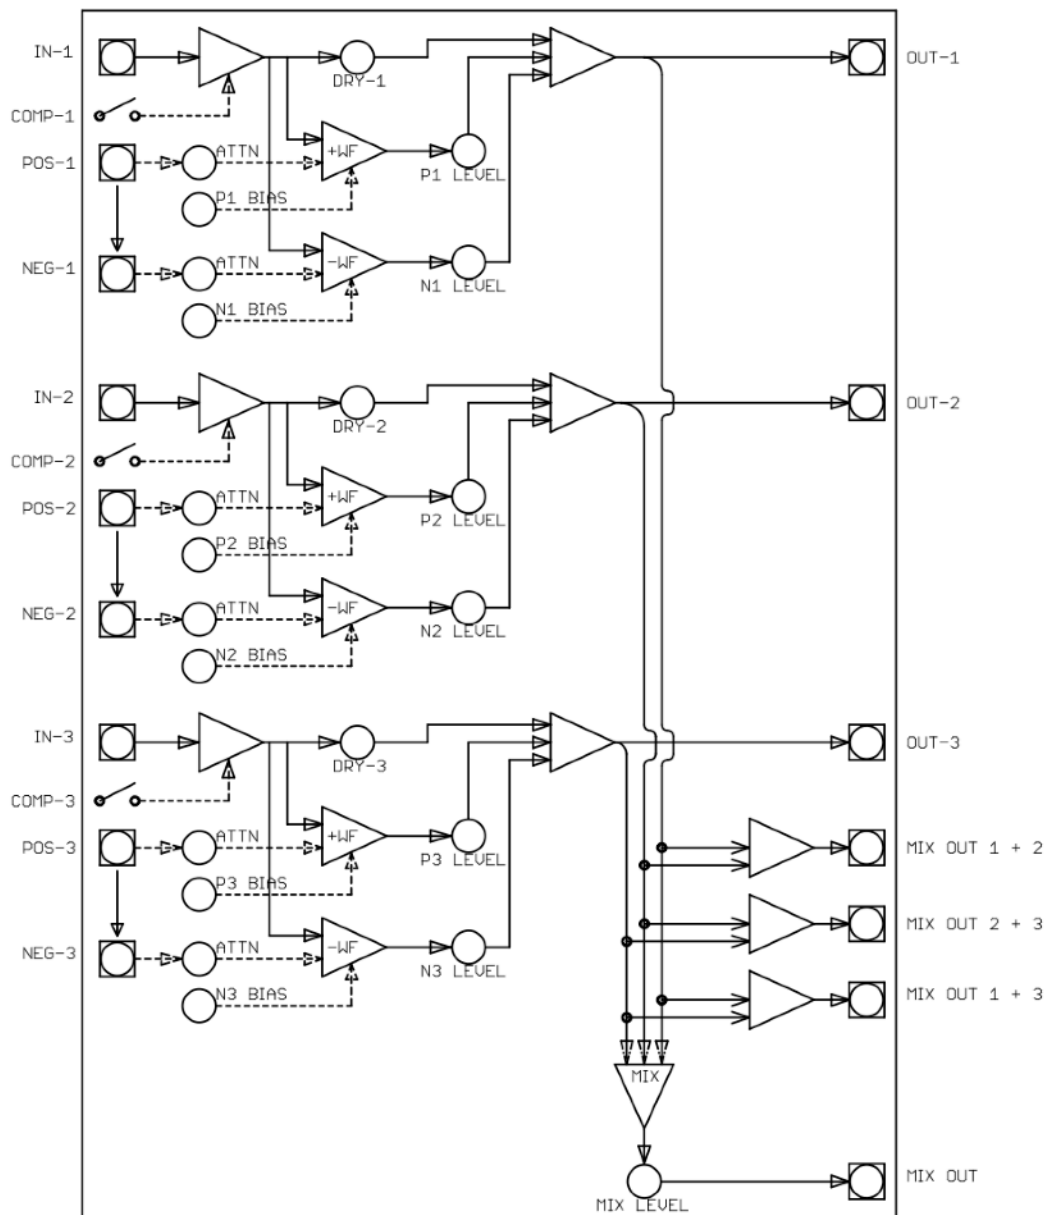 IN-1
OUT-1
DRY-1
COMP-1
ATTN
+WF
POS-1
P1 LEVEL
P1 BIAS
ATTN
-WF
NEG-1
N1 LEVEL
N1 BIAS
IN-2
OUT-2
DRY-2
COMP-2
ATTN
+WF
POS-2
P2 LEVEL
P2 BIAS
ATTN
-WF
NEG-2
N2 LEVEL
N2 BIAS
IN-3
OUT-3
DRY-3
COMP-3
ATTN
+WF
POS-3
P3 LEVEL
MIX OUT 1 + 2
P3 BIAS
MIX OUT 2 + 3
ATTN
-WF
NEG-3
N3 LEVEL
N3 BIAS
MIX OUT 1 + 3
MIX
MIX OUT
MIX LEVEL